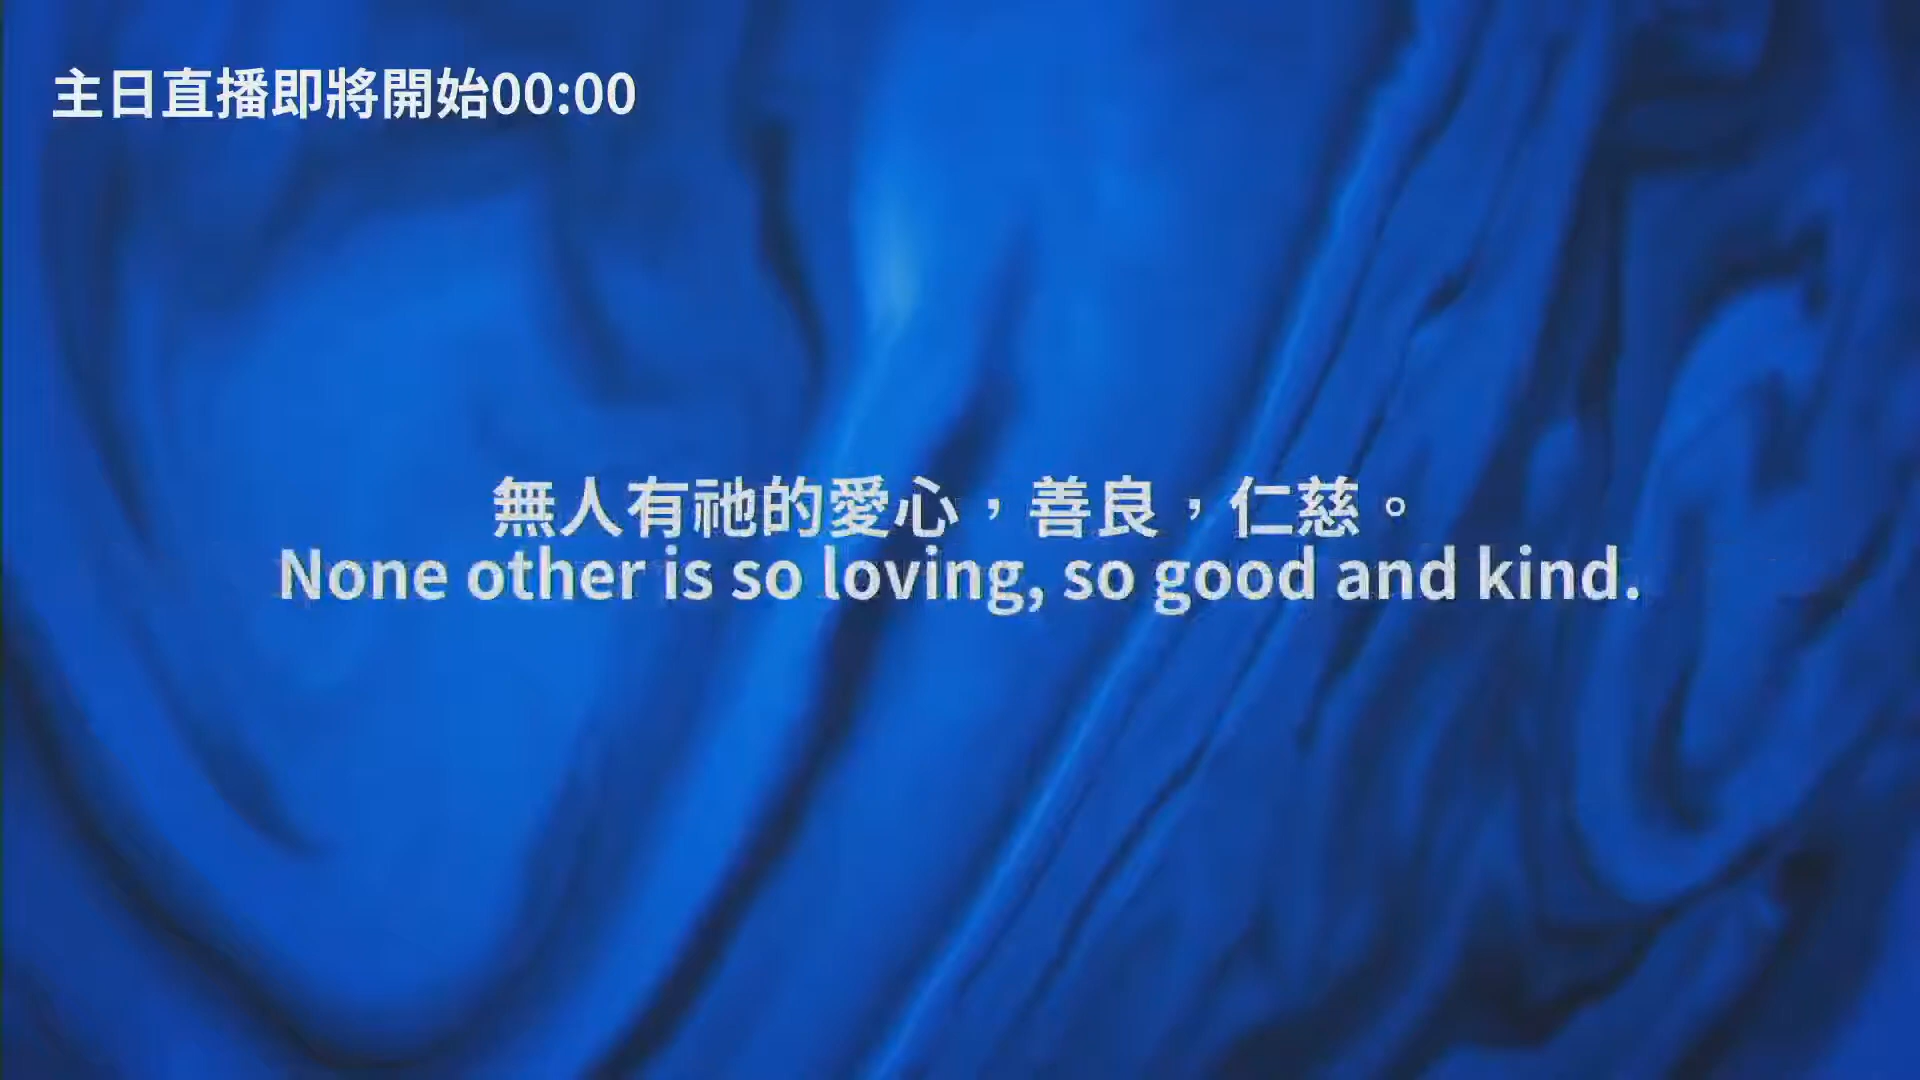 主日直播即將開始00:00
無人有祂的愛心，善良，仁慈。
None other is so loving, so good and kind.